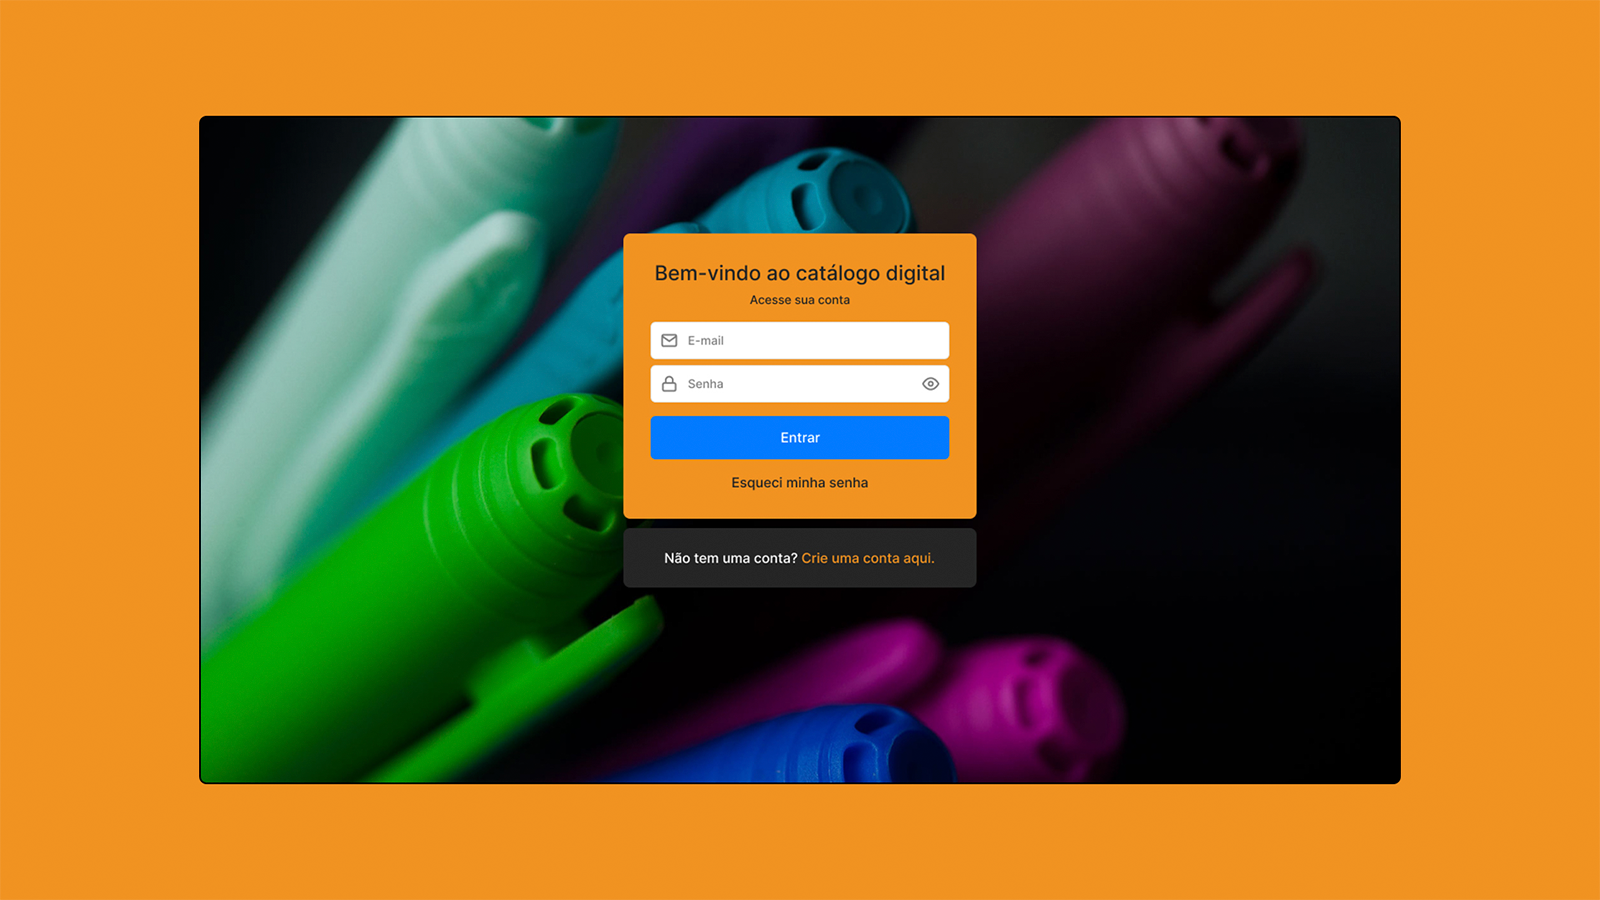 Bem-vindo ao catálogo digital
Acesse sua conta
E-mail
Senha
Entrar
Esqueci minha senha
Não tem uma conta? Crie uma conta aqui.